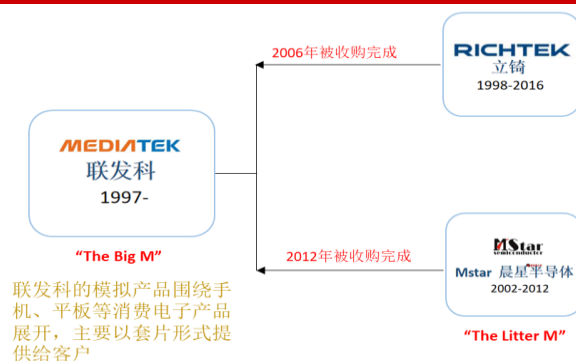 2006年被收购完成
RICHTEK
立锜
1998-2016
MEDIATEK
联发科
1997-
“The Big M”
2012年被收购完成
MStar
semiconductor
Mstar 晨星半导体
2002-2012
“The Litter M”
联发科的模拟产品围绕手
机、平板等消费电子产品
展开，主要以套片形式提
供给客户